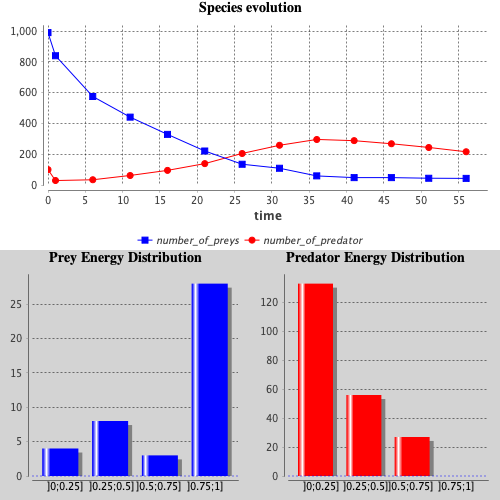 Species evolution
1,000
800
600
400
200
0
0 5 10 15 20 25 30 35 40 45 50 55
time
number_of_preys number_of_predator
Prey Energy Distribution
25
20
15
10
5
0
]0;0.25] ]0.25;0.5] ]0.5;0.75] ]0.75;1]
Predator Energy Distribution
120
100
80
60
40
20
0
]0;0.25] ]0.25;0.5] ]0.5;0.75] ]0.75;1]